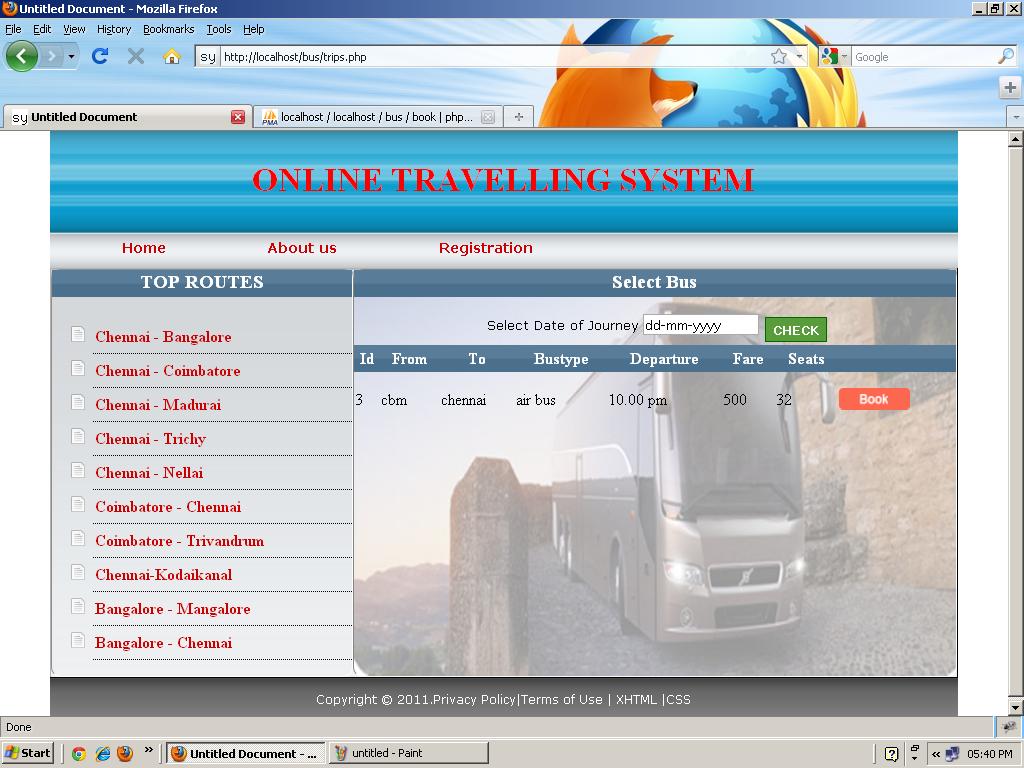 Untitled Document - Mozilla Firefox
File Edit View History Bookmarks Tools Help
sy http://localhost/bus/trips.php Google
sy Untitled Document PMA localhost / localhost / bus / book | php...
ONLINE TRAVELLING SYSTEM
Home About us Registration
TOP ROUTES
Chennai - Bangalore
Chennai - Coimbatore
Chennai - Madurai
Chennai - Trichy
Chennai - Nellai
Coimbatore - Chennai
Coimbatore - Trivandrum
Chennai-Kodaikanal
Bangalore - Mangalore
Bangalore - Chennai
Select Bus
Select Date of Journey dd-mm-yyyy CHECK
Id From To Bustype Departure Fare Seats
3 cbm chennai air bus 10.00 pm 500 32 Book
Copyright © 2011.Privacy Policy|Terms of Use | XHTML |CSS
Done
Start » Untitled Document - ... untitled - Paint « 05:40 PM